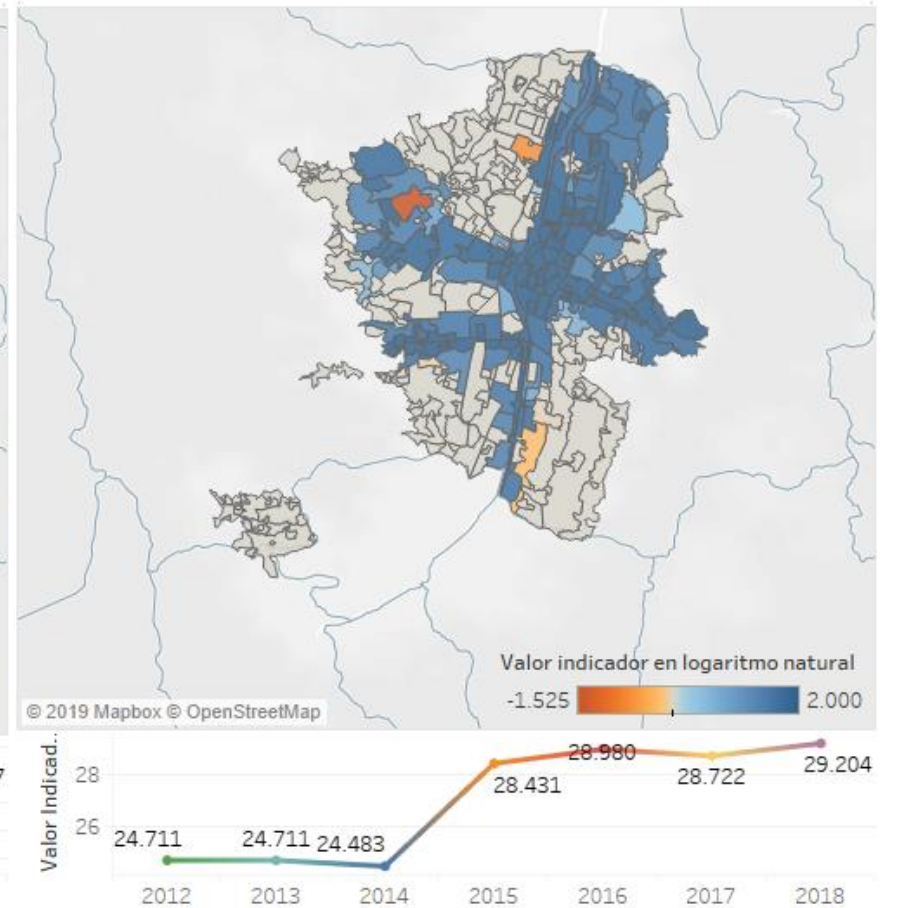 Valor indicador en logaritmo natural
-1.525 2.000
© 2019 Mapbox © OpenStreetMap
Valor Indicad..
28
26
24.711 24.711 24.483 28.431 28.980 28.722 29.204
2012 2013 2014 2015 2016 2017 2018